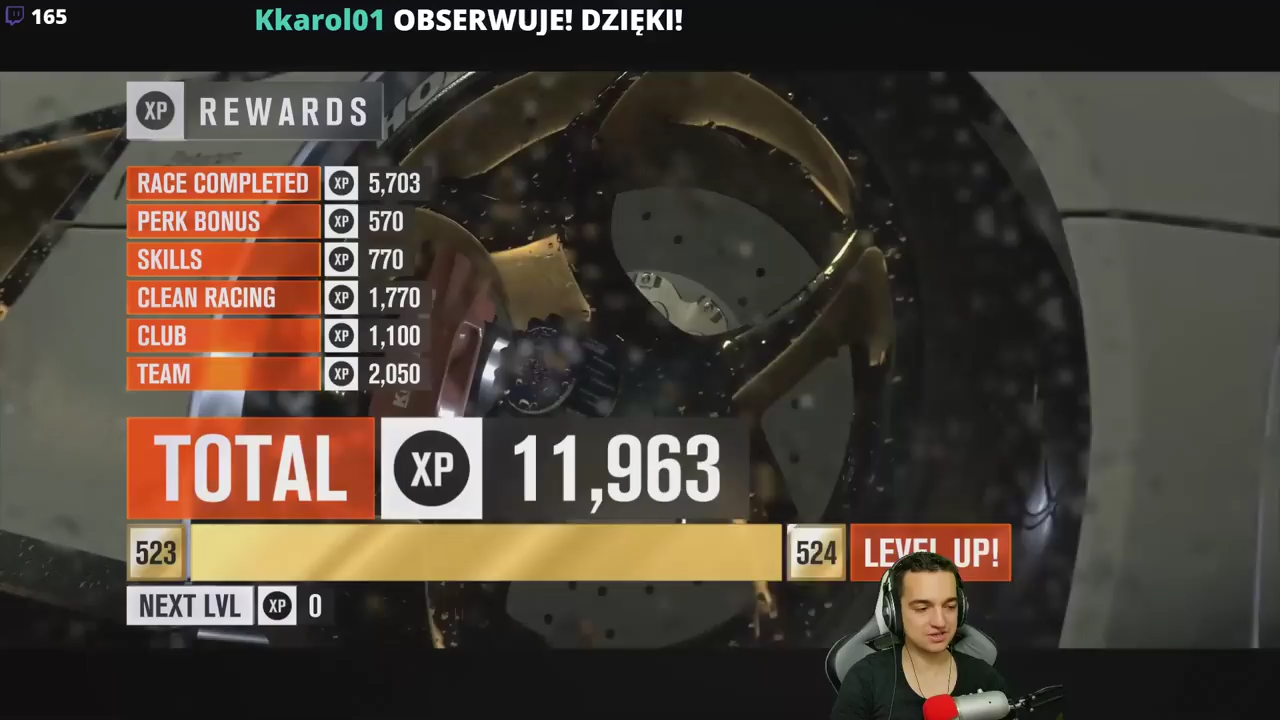 165
Kkarol01 OBSERWUJE! DZIĘKI!
XP REWARDS
RACE COMPLETED XP 5,703
PERK BONUS XP 570
SKILLS XP 770
CLEAN RACING XP 1,770
CLUB XP 1,100
TEAM XP 2,050
TOTAL XP 11,963
523 524 LEVEL UP!
NEXT LVL XP 0